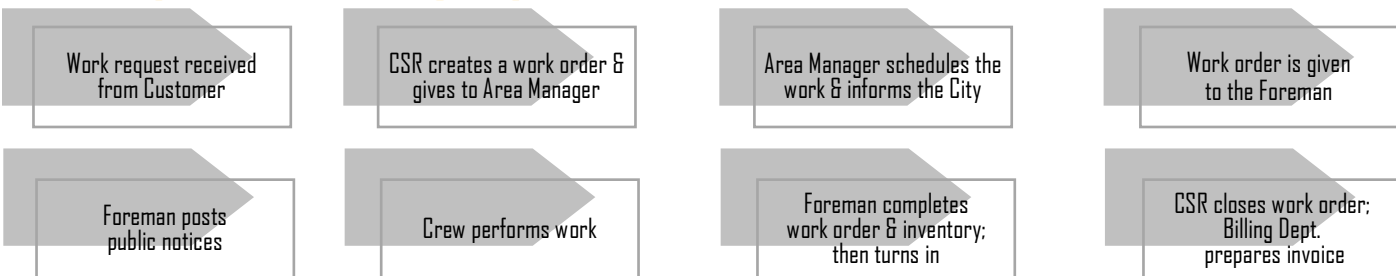 Work request received
from Customer
CSR creates a work order &
gives to Area Manager
Area Manager schedules the
work & informs the City
Work order is given
to the Foreman
Foreman posts
public notices
Crew performs work
Foreman completes
work order & inventory;
then turns in
CSR closes work order;
Billing Dept.
prepares invoice